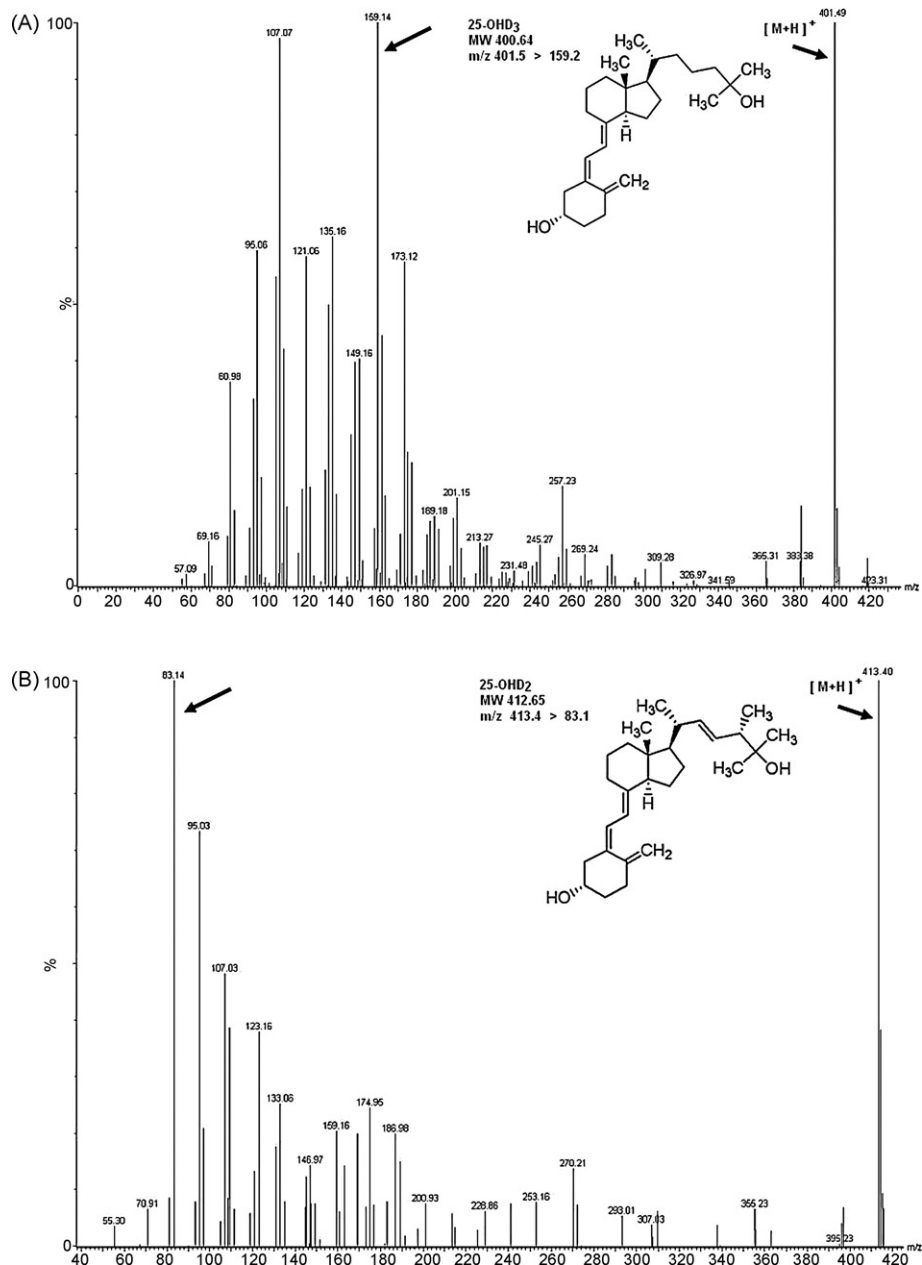 (A)
100
%
0
159.14
107.07
25-OHD3
MW 400.64
m/z 401.5 > 159.2
[M+H]+
401.49
CH3
H3C
CH3
H3C OH
H
CH2
HO
95.06
121.06
135.16
173.12
60.98
149.16
69.16
57.09
169.18
201.15
213.27
231.48
245.27
257.23
269.24
309.28
326.97
341.59
365.31
383.38
423.31
0 20 40 60 80 100 120 140 160 180 200 220 240 260 280 300 320 340 360 380 400 420 m/z
(B)
100
%
0
83.14
25-OHD2
MW 412.65
m/z 413.4 > 83.1
[M+H]+
413.40
CH3
CH3
H3C
CH3
H3C OH
H
CH2
HO
95.03
107.03
123.16
133.06
159.16
174.95
146.97
186.98
70.91
55.30
200.93
228.86
253.16
270.21
293.01
307.03
355.23
395.23
40 60 80 100 120 140 160 180 200 220 240 260 280 300 320 340 360 380 400 420 m/z